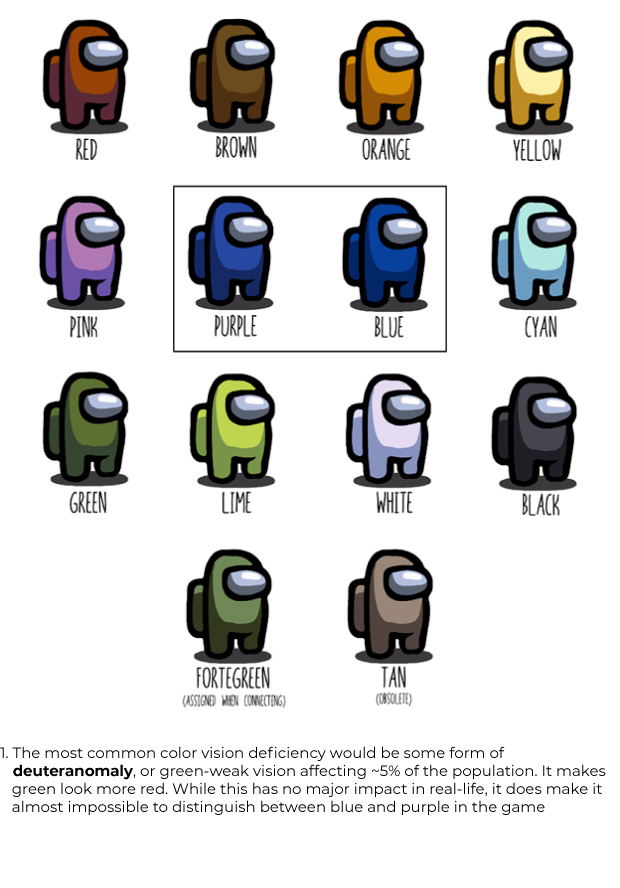 RED
BROWN
ORANGE
YELLOW
PINK
PURPLE
BLUE
CYAN
GREEN
LIME
WHITE
BLACK
FORTEGREEN
(ASSIGNED WHEN CONNECTING)
TAN
(OBSOLETE)
1. The most common color vision deficiency would be some form of
deuteranomaly, or green-weak vision affecting ~5% of the population. It makes
green look more red. While this has no major impact in real-life, it does make it
almost impossible to distinguish between blue and purple in the game